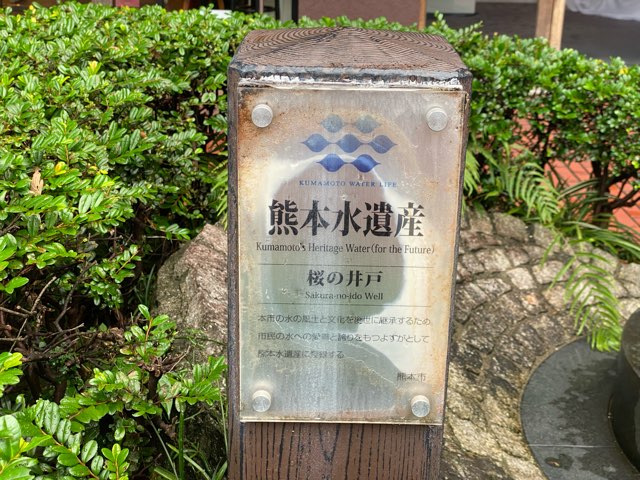 KUMAMOTO WATER LIFE
熊本水遺産
Kumamoto's Heritage Water(for the Future)
桜の井戸
Sakura-no-ido Well
本市の水の風土と文化を後世に継承するため
市民の水への愛着と誇りをもつよすがとして
熊本水遺産に登録する
熊本市